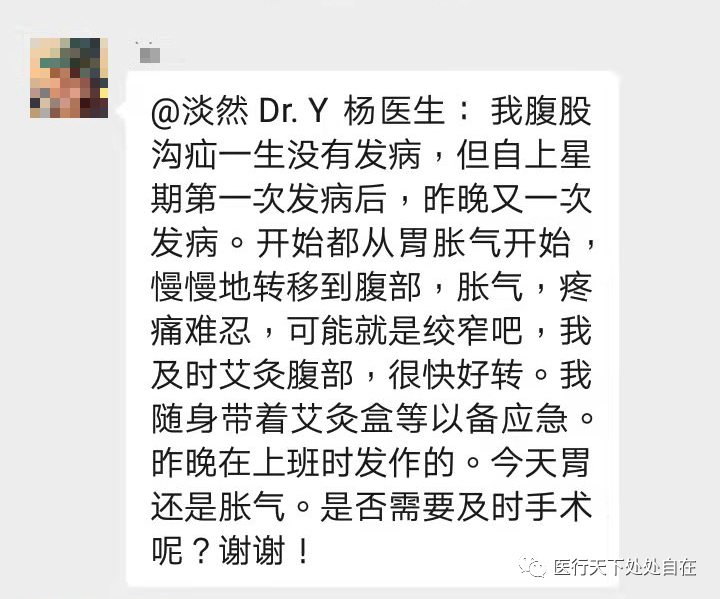 @淡然 Dr. Y 杨医生：我腹股
沟疝一生没有发病，但自上星
期第一次发病后，昨晚又一次
发病。开始都从胃胀气开始，
慢慢地转移到腹部，胀气，疼
痛难忍，可能就是绞窄吧，我
及时艾灸腹部，很快好转。我
随身带着艾灸盒等以备应急。
昨晚在上班时发作的。今天胃
还是胀气。是否需要及时手术
呢？谢谢！
医行天下处处自在